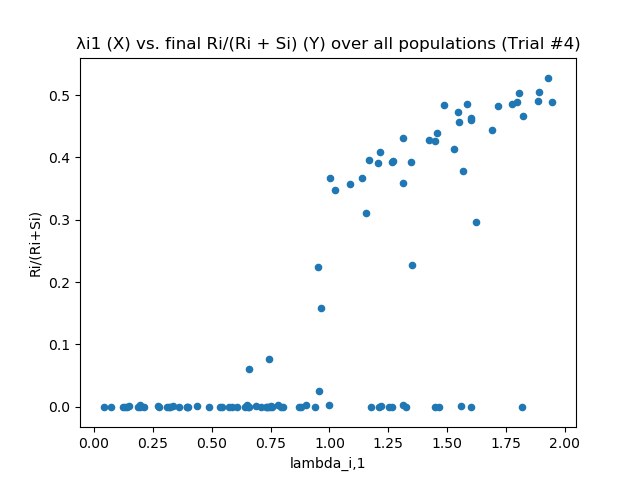 λi1 (X) vs. final Ri/(Ri + Si) (Y) over all populations (Trial #4)
0.5
0.4
0.3
0.2
0.1
0.0
Ri/(Ri+Si)
0.00 0.25 0.50 0.75 1.00 1.25 1.50 1.75 2.00
lambda_i,1